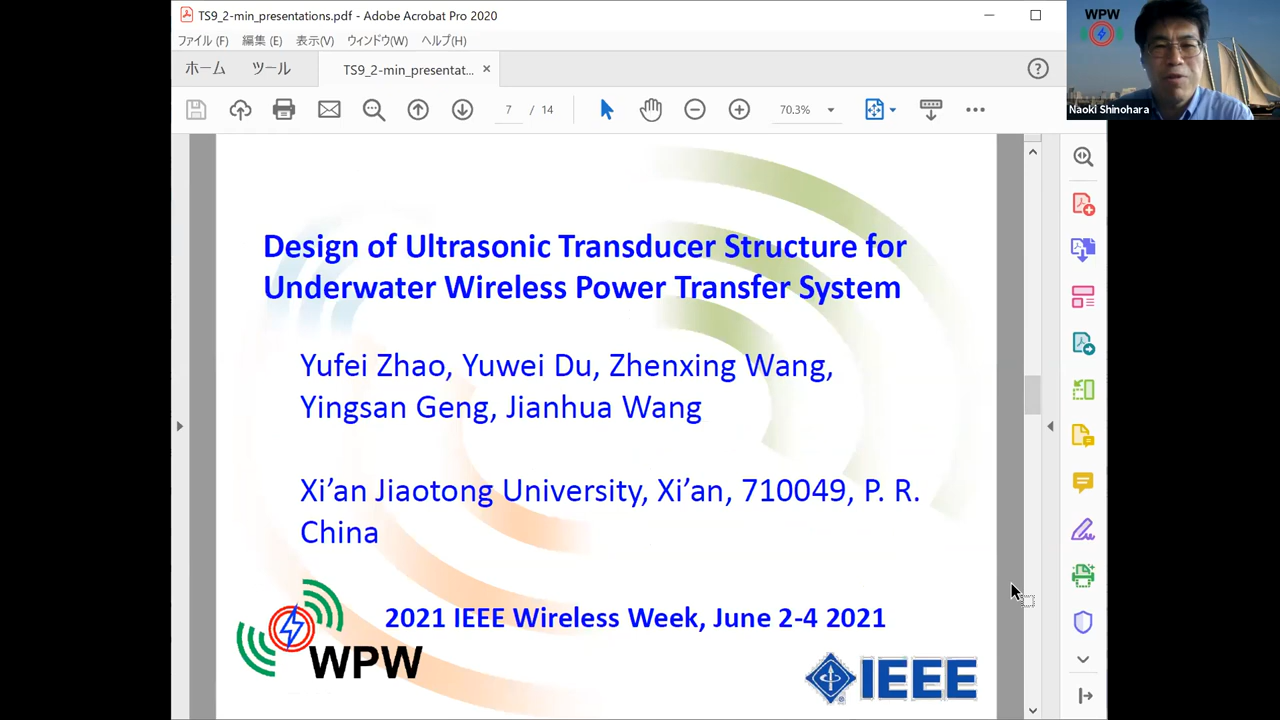 TS9_2-min_presentations.pdf - Adobe Acrobat Pro 2020
ファイル (F) 編集 (E) 表示(V) ウィンドウ(W) ヘルプ(H)
ホーム ツール TS9_2-min_presentat... ×
7 / 14 70.3%
WPW
Naoki Shinohara
Design of Ultrasonic Transducer Structure for
Underwater Wireless Power Transfer System
Yufei Zhao, Yuwei Du, Zhenxing Wang,
Yingsan Geng, Jianhua Wang
Xi’an Jiaotong University, Xi’an, 710049, P. R.
China
2021 IEEE Wireless Week, June 2-4 2021
WPW
IEEE